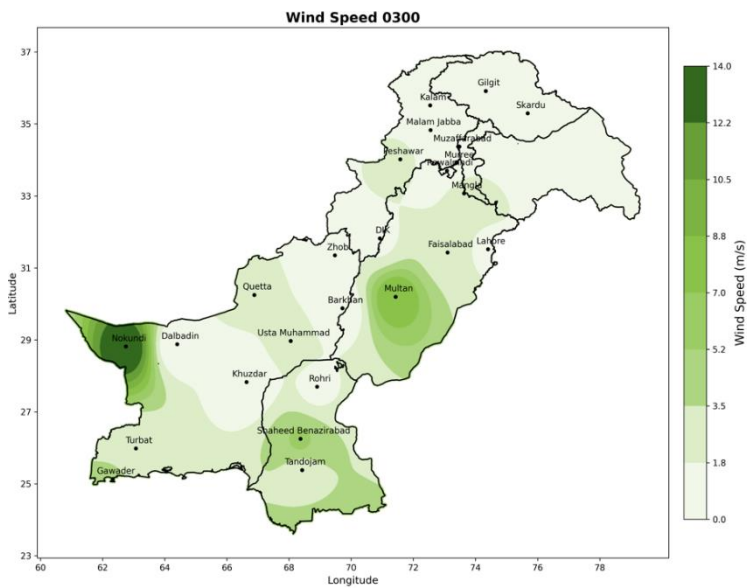 Wind Speed 0300
37
35
33
31
29
27
25
23
Latitude
60
62
64
66
68
70
72
74
76
78
Longitude
Gilgit
Kalam
Skardu
Malam Jabba
Muzaffarabad
Peshawar
Murree
Rawalpindi
Mangla
DIK
Zhob
Faisalabad
Lahore
Quetta
Barkhan
Multan
Nokundi
Dalbadin
Usta Muhammad
Khuzdar
Rohri
Shaheed Benazirabad
Turbat
Tandojam
Gawader
14.0
12.2
10.5
8.8
7.0
5.2
3.5
1.8
0.0
Wind Speed (m/s)